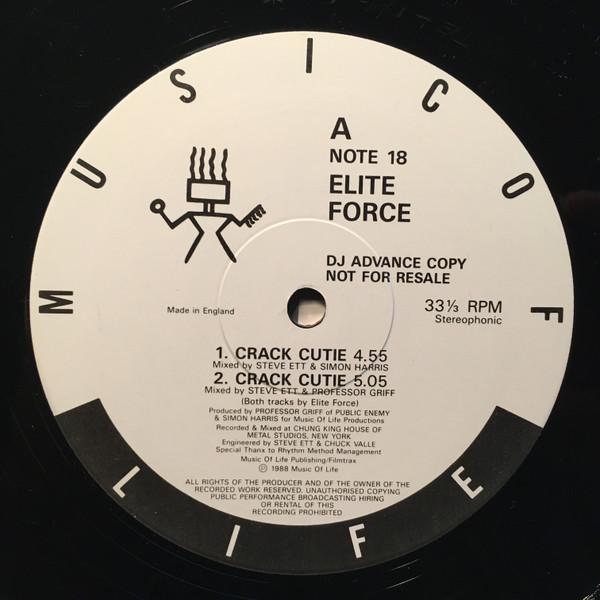 MUSIC OF
LIFE
A
NOTE 18
ELITE
FORCE
DJ ADVANCE COPY
NOT FOR RESALE
Made in England
33⅓ RPM
Stereophonic
1. CRACK CUTIE 4.55
Mixed by STEVE ETT & SIMON HARRIS
2. CRACK CUTIE 5.05
Mixed by STEVE ETT & PROFESSOR GRIFF
(Both tracks by Elite Force)
Produced by PROFESSOR GRIFF of PUBLIC ENEMY
& SIMON HARRIS for Music Of Life Productions
Recorded & Mixed at CHUNG KING HOUSE OF
METAL STUDIOS, NEW YORK
Engineered by STEVE ETT & CHUCK VALLE
Special Thanx to Rhythm Method Management
Music Of Life Publishing/Filmtrax
℗ 1988 Music Of Life
ALL RIGHTS OF THE PRODUCER AND OF THE OWNER OF THE
RECORDED WORK RESERVED. UNAUTHORISED COPYING
PUBLIC PERFORMANCE BROADCASTING HIRING
OR RENTAL OF THIS
RECORDING PROHIBITED